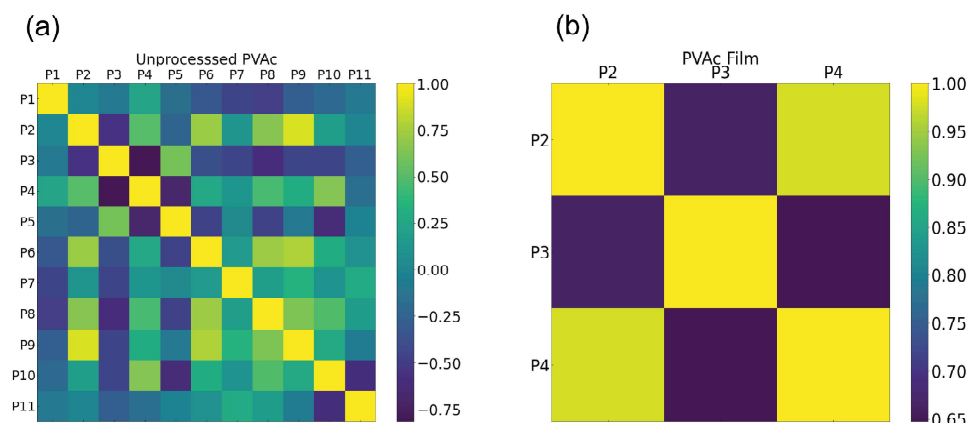 (a)
Unprocesssed PVAc
P1 P2 P3 P4 P5 P6 P7 P8 P9 P10 P11
P1
P2
P3
P4
P5
P6
P7
P8
P9
P10
P11
1.00
0.75
0.50
0.25
0.00
−0.25
−0.50
−0.75
(b)
PVAc Film
P2 P3 P4
P2
P3
P4
1.00
0.95
0.90
0.85
0.80
0.75
0.70
0.65